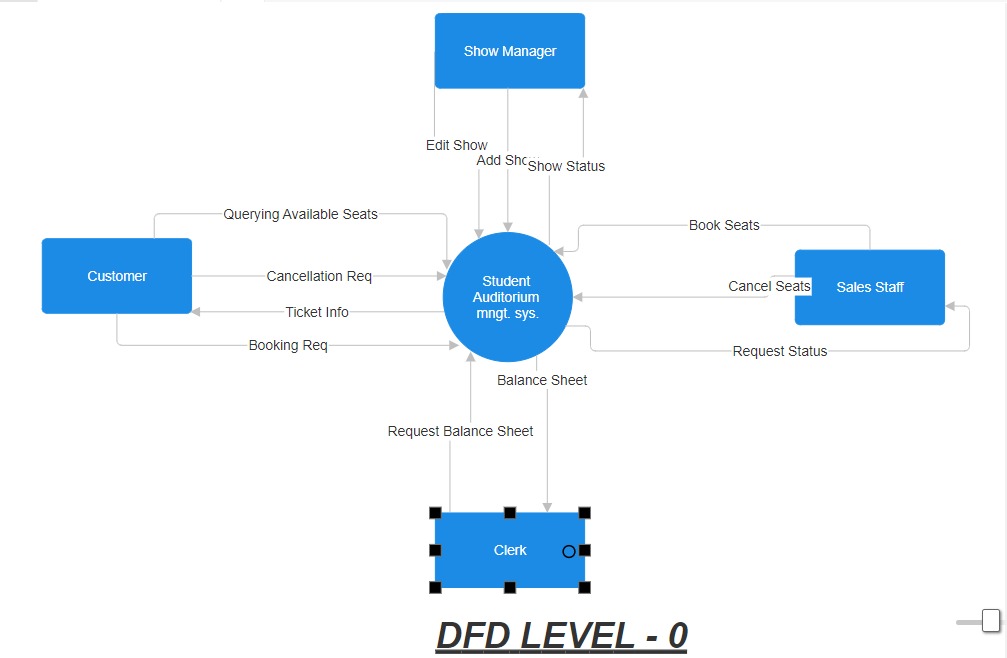 Show Manager
Edit Show
Add Sho
Show Status
Querying Available Seats
Book Seats
Customer
Cancellation Req
Student
Auditorium
mngt. sys.
Cancel Seats
Sales Staff
Ticket Info
Booking Req
Request Status
Balance Sheet
Request Balance Sheet
Clerk
DFD LEVEL - 0